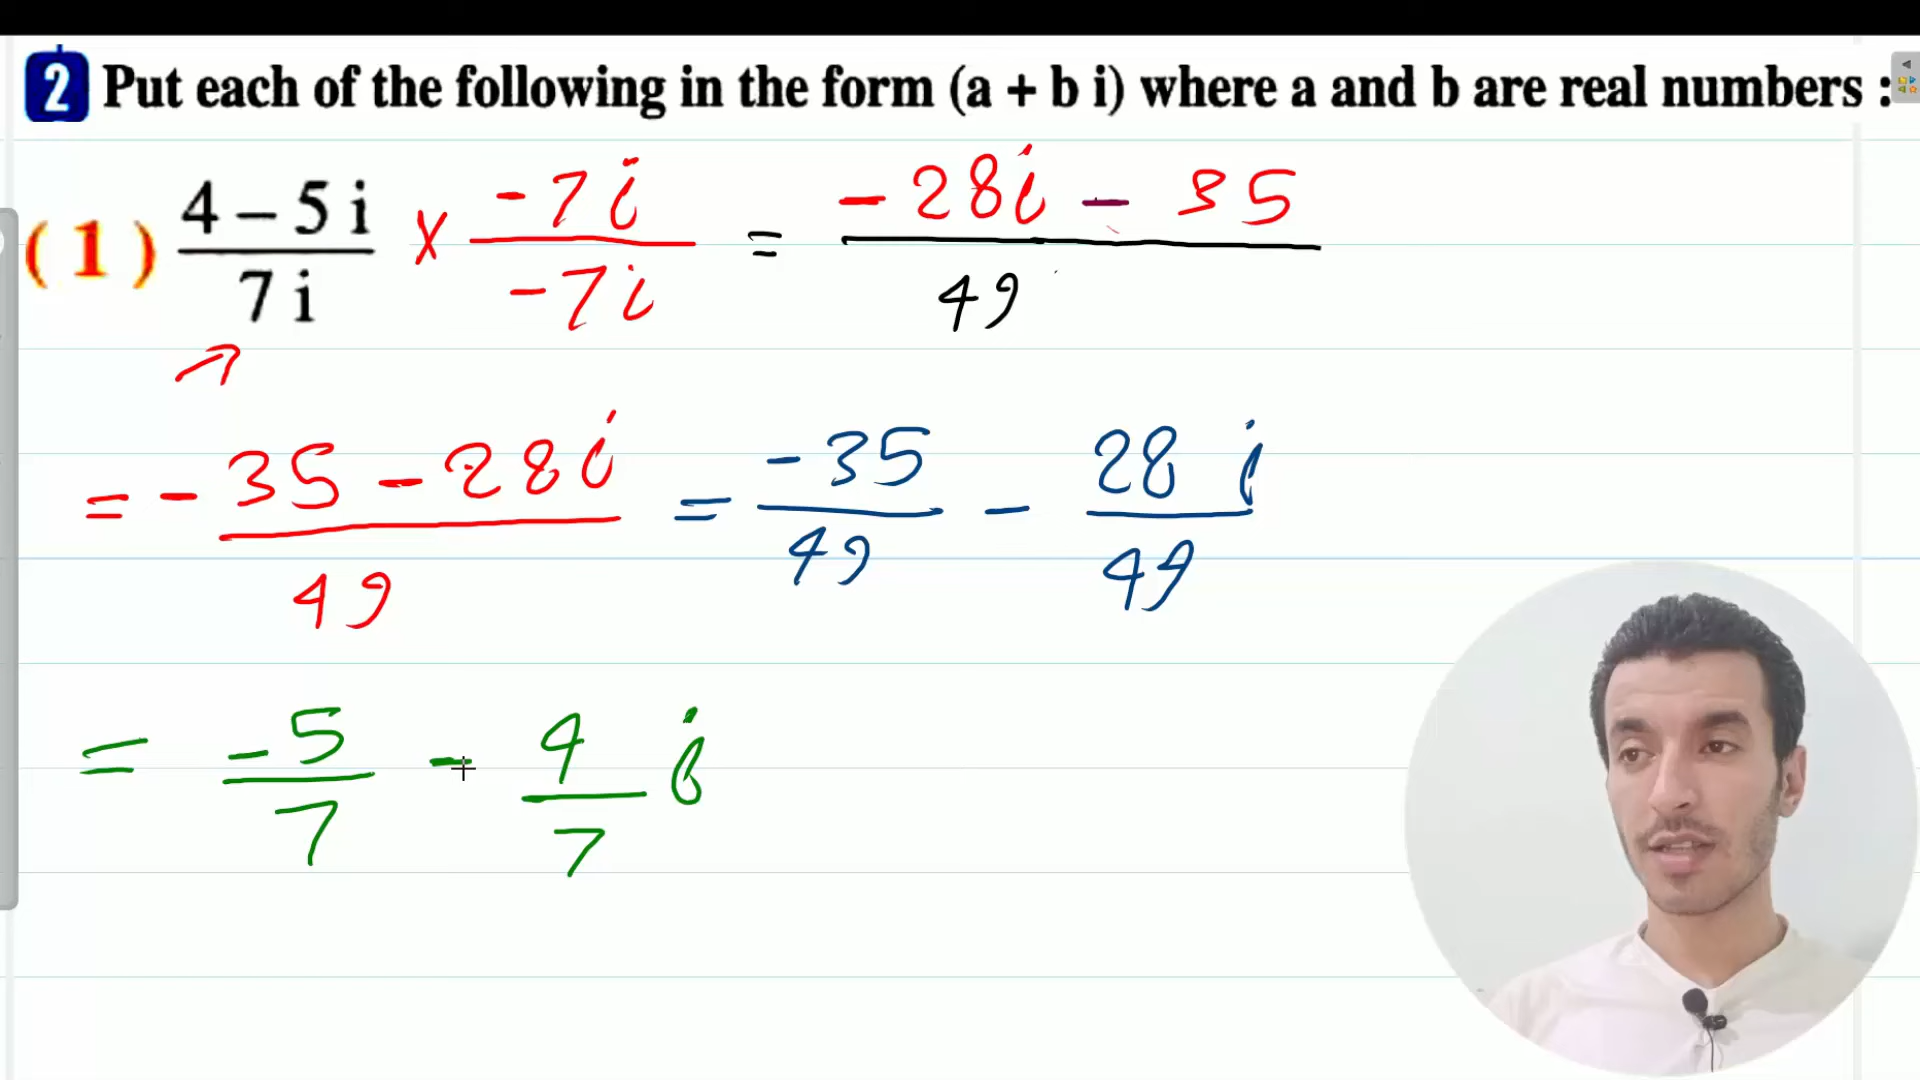 2 Put each of the following in the form (a + b i) where a and b are real numbers :
(1) 4 – 5 i / 7 i × -7i / -7i = -28i - 35 / 49
= -35 - 28i / 49 = -35 / 49 - 28 i / 49
= -5 / 7 - 4 / 7 i